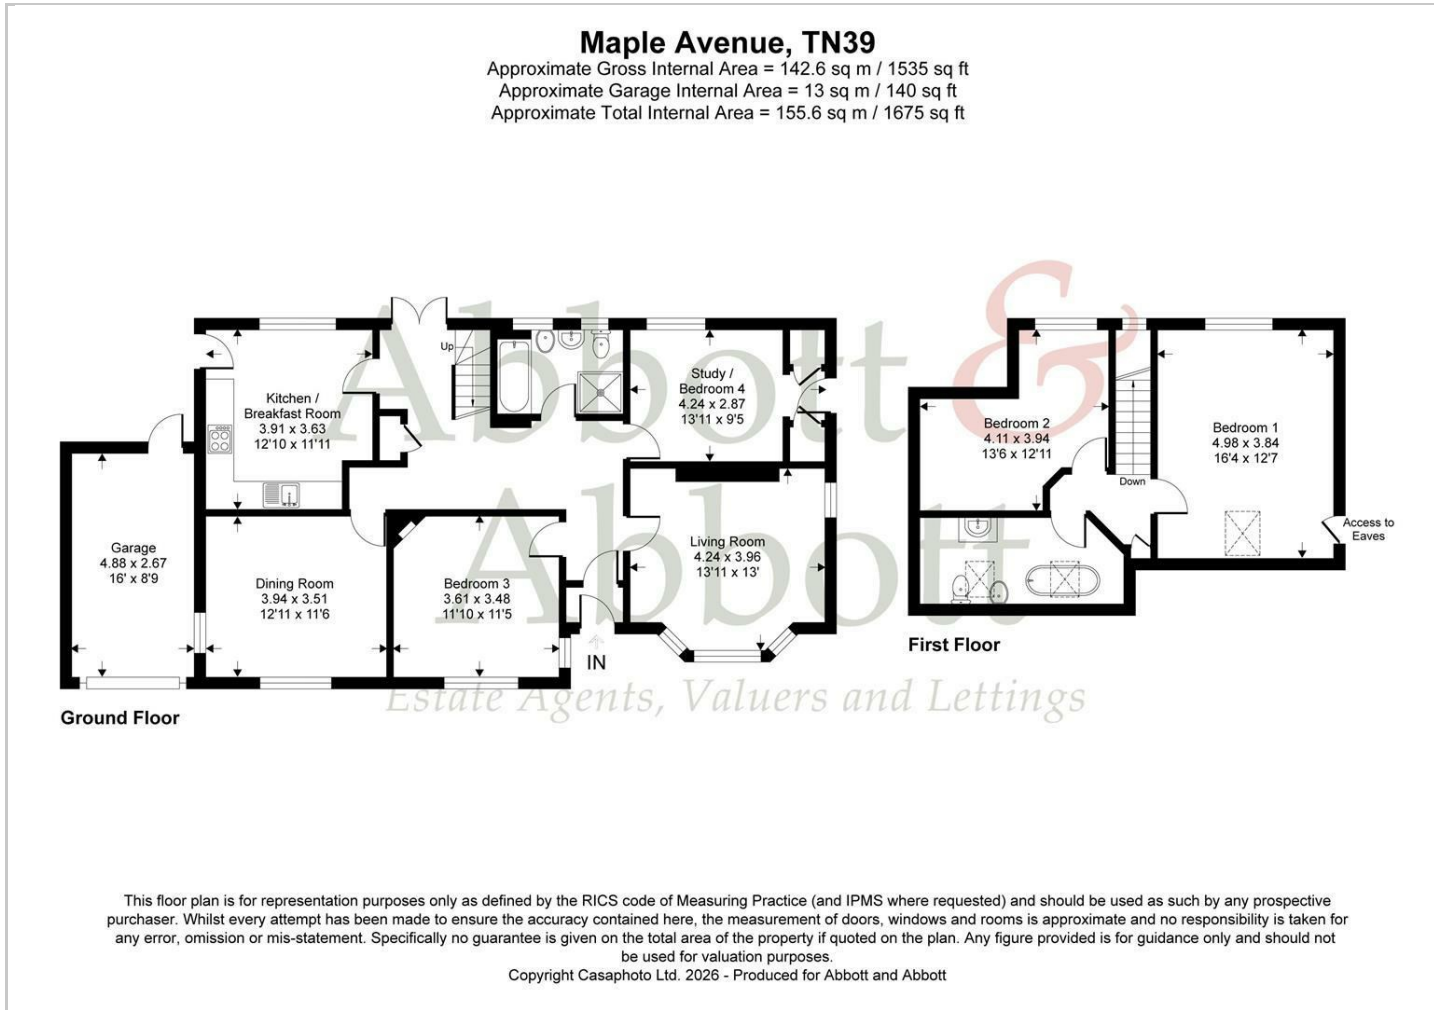 Maple Avenue, TN39
Approximate Gross Internal Area = 142.6 sq m / 1535 sq ft
Approximate Garage Internal Area = 13 sq m / 140 sq ft
Approximate Total Internal Area = 155.6 sq m / 1675 sq ft
Abbott &
Abbott
Estate Agents, Valuers and Lettings
Up
Kitchen /
Breakfast Room
3.91 x 3.63
12'10 x 11'11
Study /
Bedroom 4
4.24 x 2.87
13'11 x 9'5
Garage
4.88 x 2.67
16' x 8'9
Dining Room
3.94 x 3.51
12'11 x 11'6
Bedroom 3
3.61 x 3.48
11'10 x 11'5
Living Room
4.24 x 3.96
13'11 x 13'
IN
Ground Floor
Bedroom 2
4.11 x 3.94
13'6 x 12'11
Bedroom 1
4.98 x 3.84
16'4 x 12'7
Down
Access to
Eaves
First Floor
This floor plan is for representation purposes only as defined by the RICS code of Measuring Practice (and IPMS where requested) and should be used as such by any prospective
purchaser. Whilst every attempt has been made to ensure the accuracy contained here, the measurement of doors, windows and rooms is approximate and no responsibility is taken for
any error, omission or mis-statement. Specifically no guarantee is given on the total area of the property if quoted on the plan. Any figure provided is for guidance only and should not
be used for valuation purposes.
Copyright Casaphoto Ltd. 2026 - Produced for Abbott and Abbott